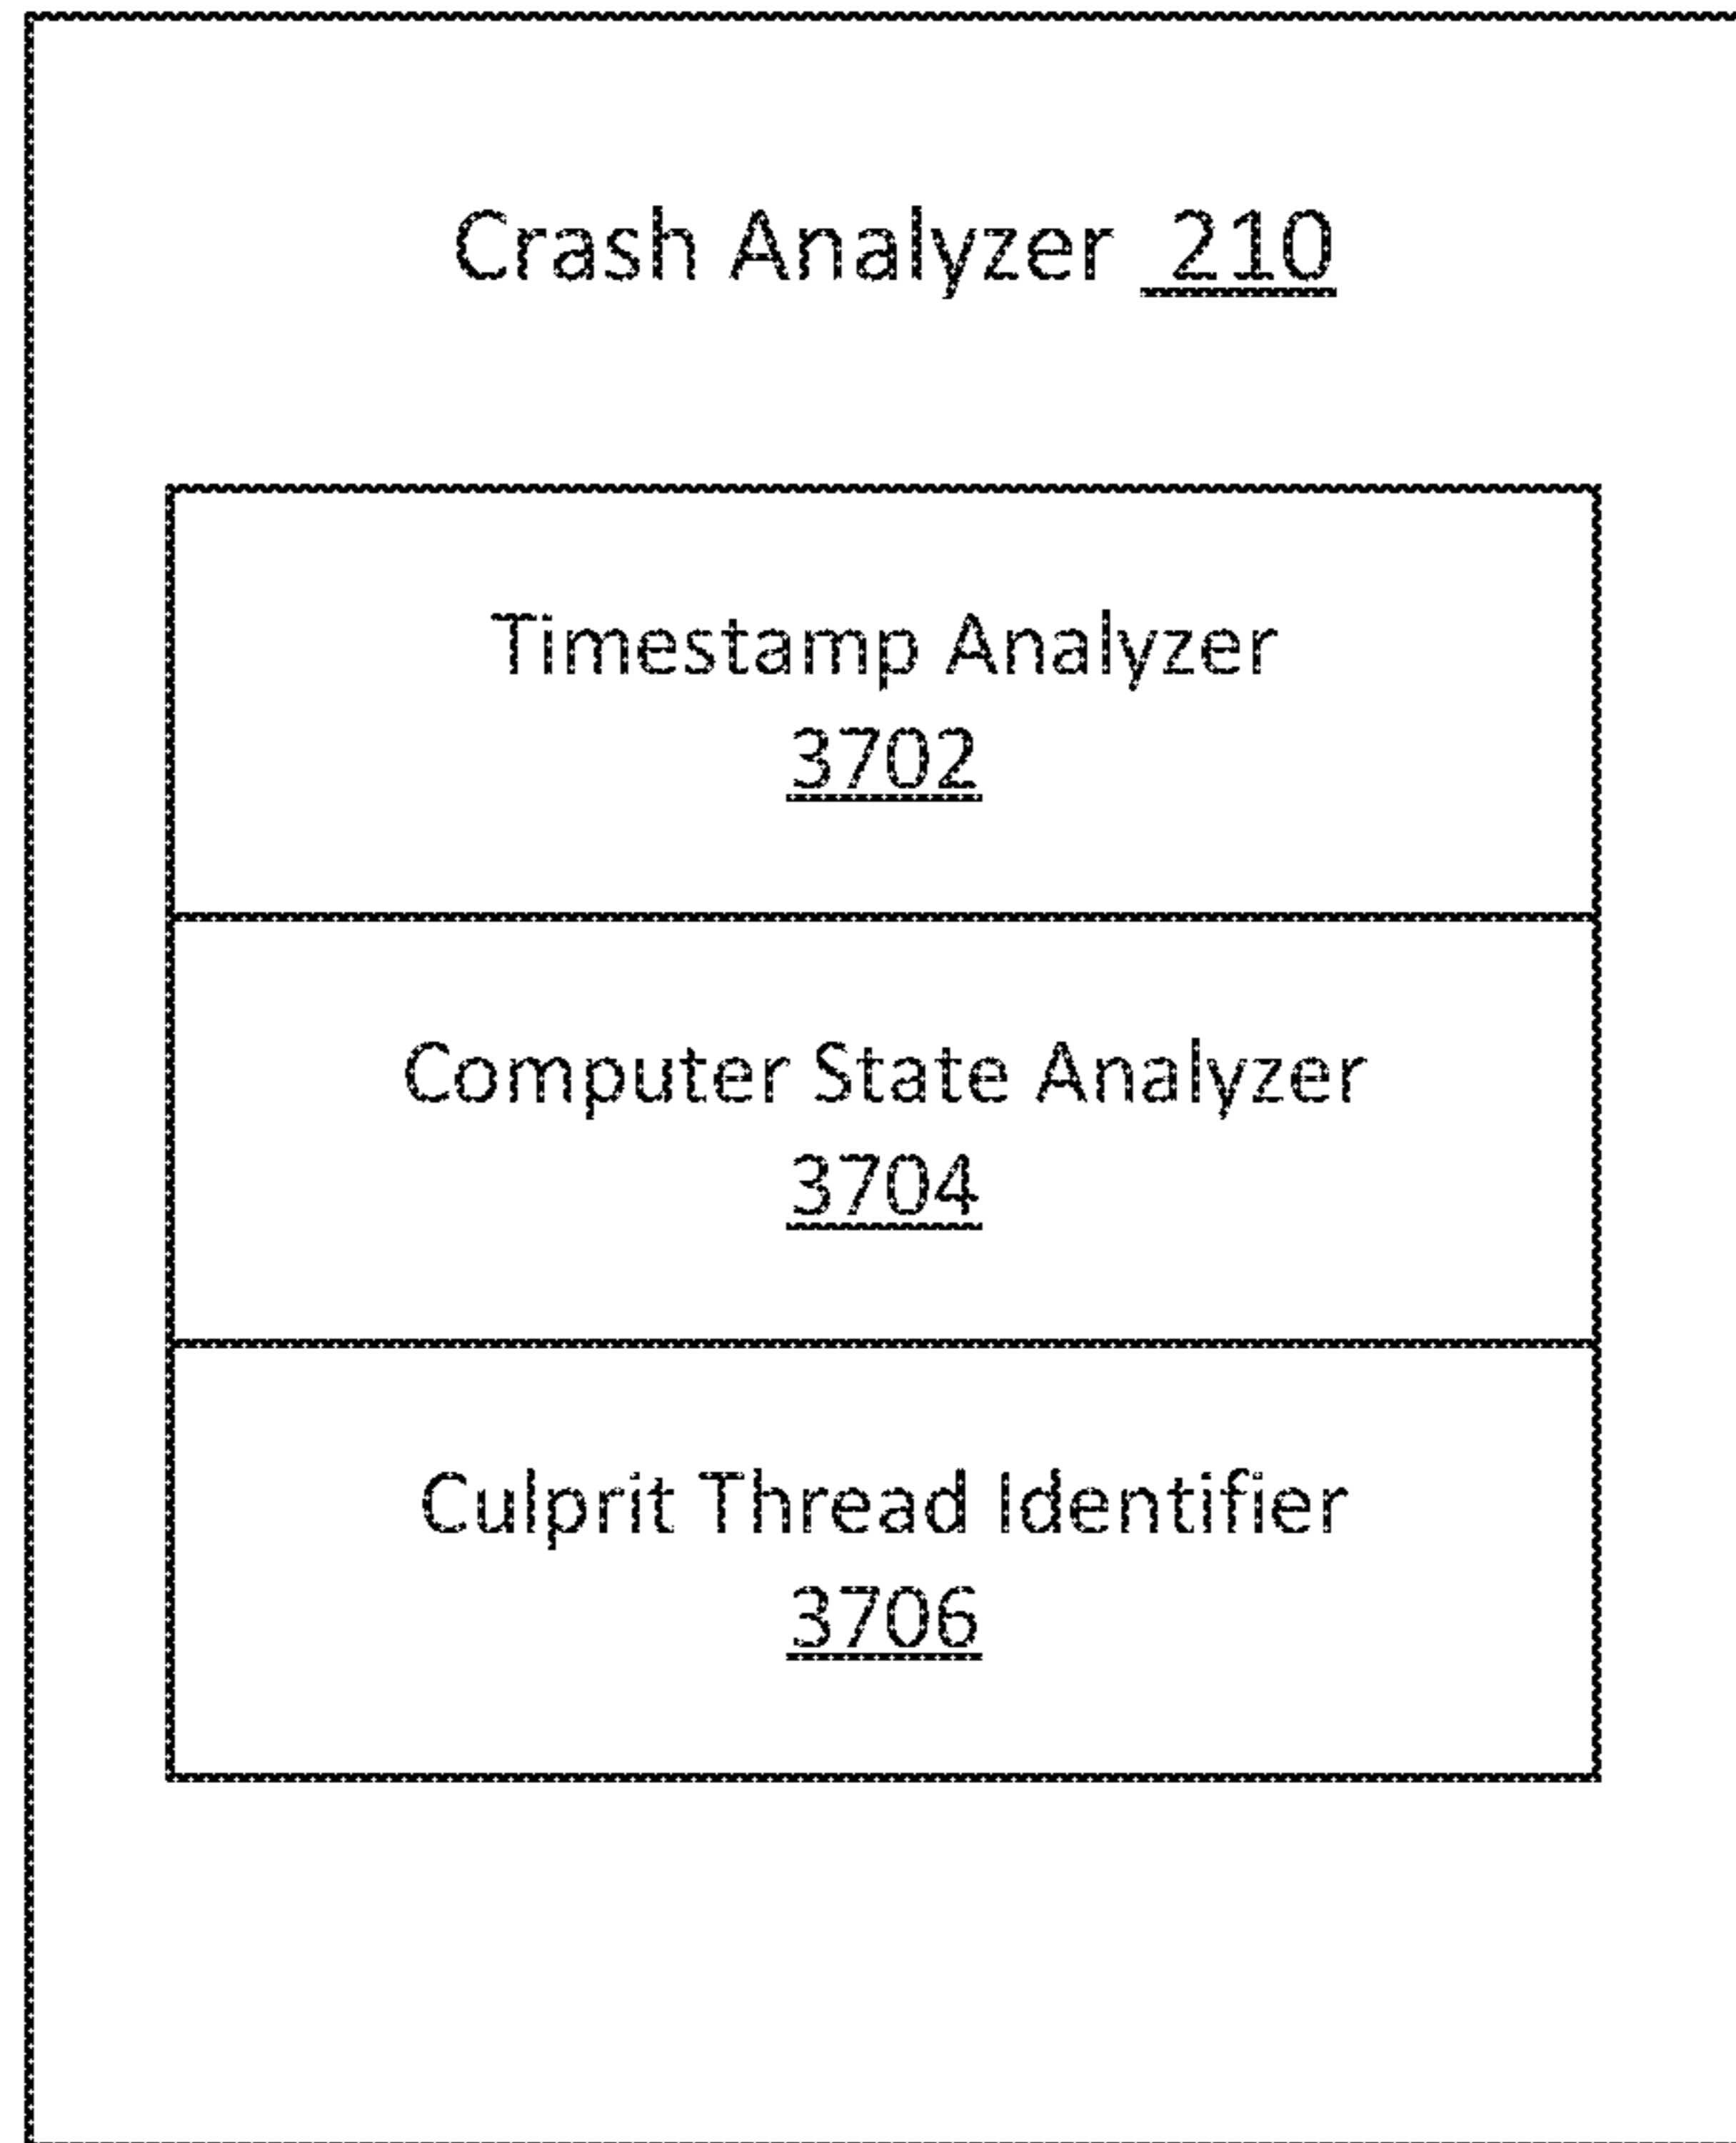 Crash Analyzer 210
Timestamp Analyzer
3702
Computer State Analyzer
3704
Culprit Thread Identifier
3706